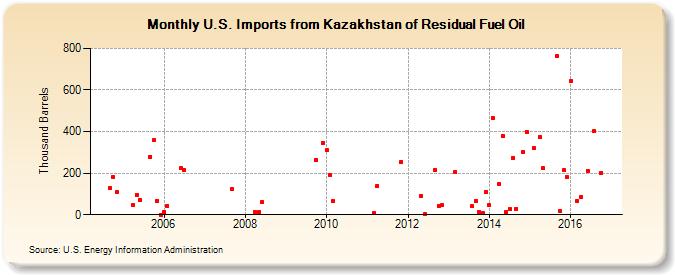 Monthly U.S. Imports from Kazakhstan of Residual Fuel Oil
Thousand Barrels
800
600
400
200
0
2006 2008 2010 2012 2014 2016
Source: U.S. Energy Information Administration